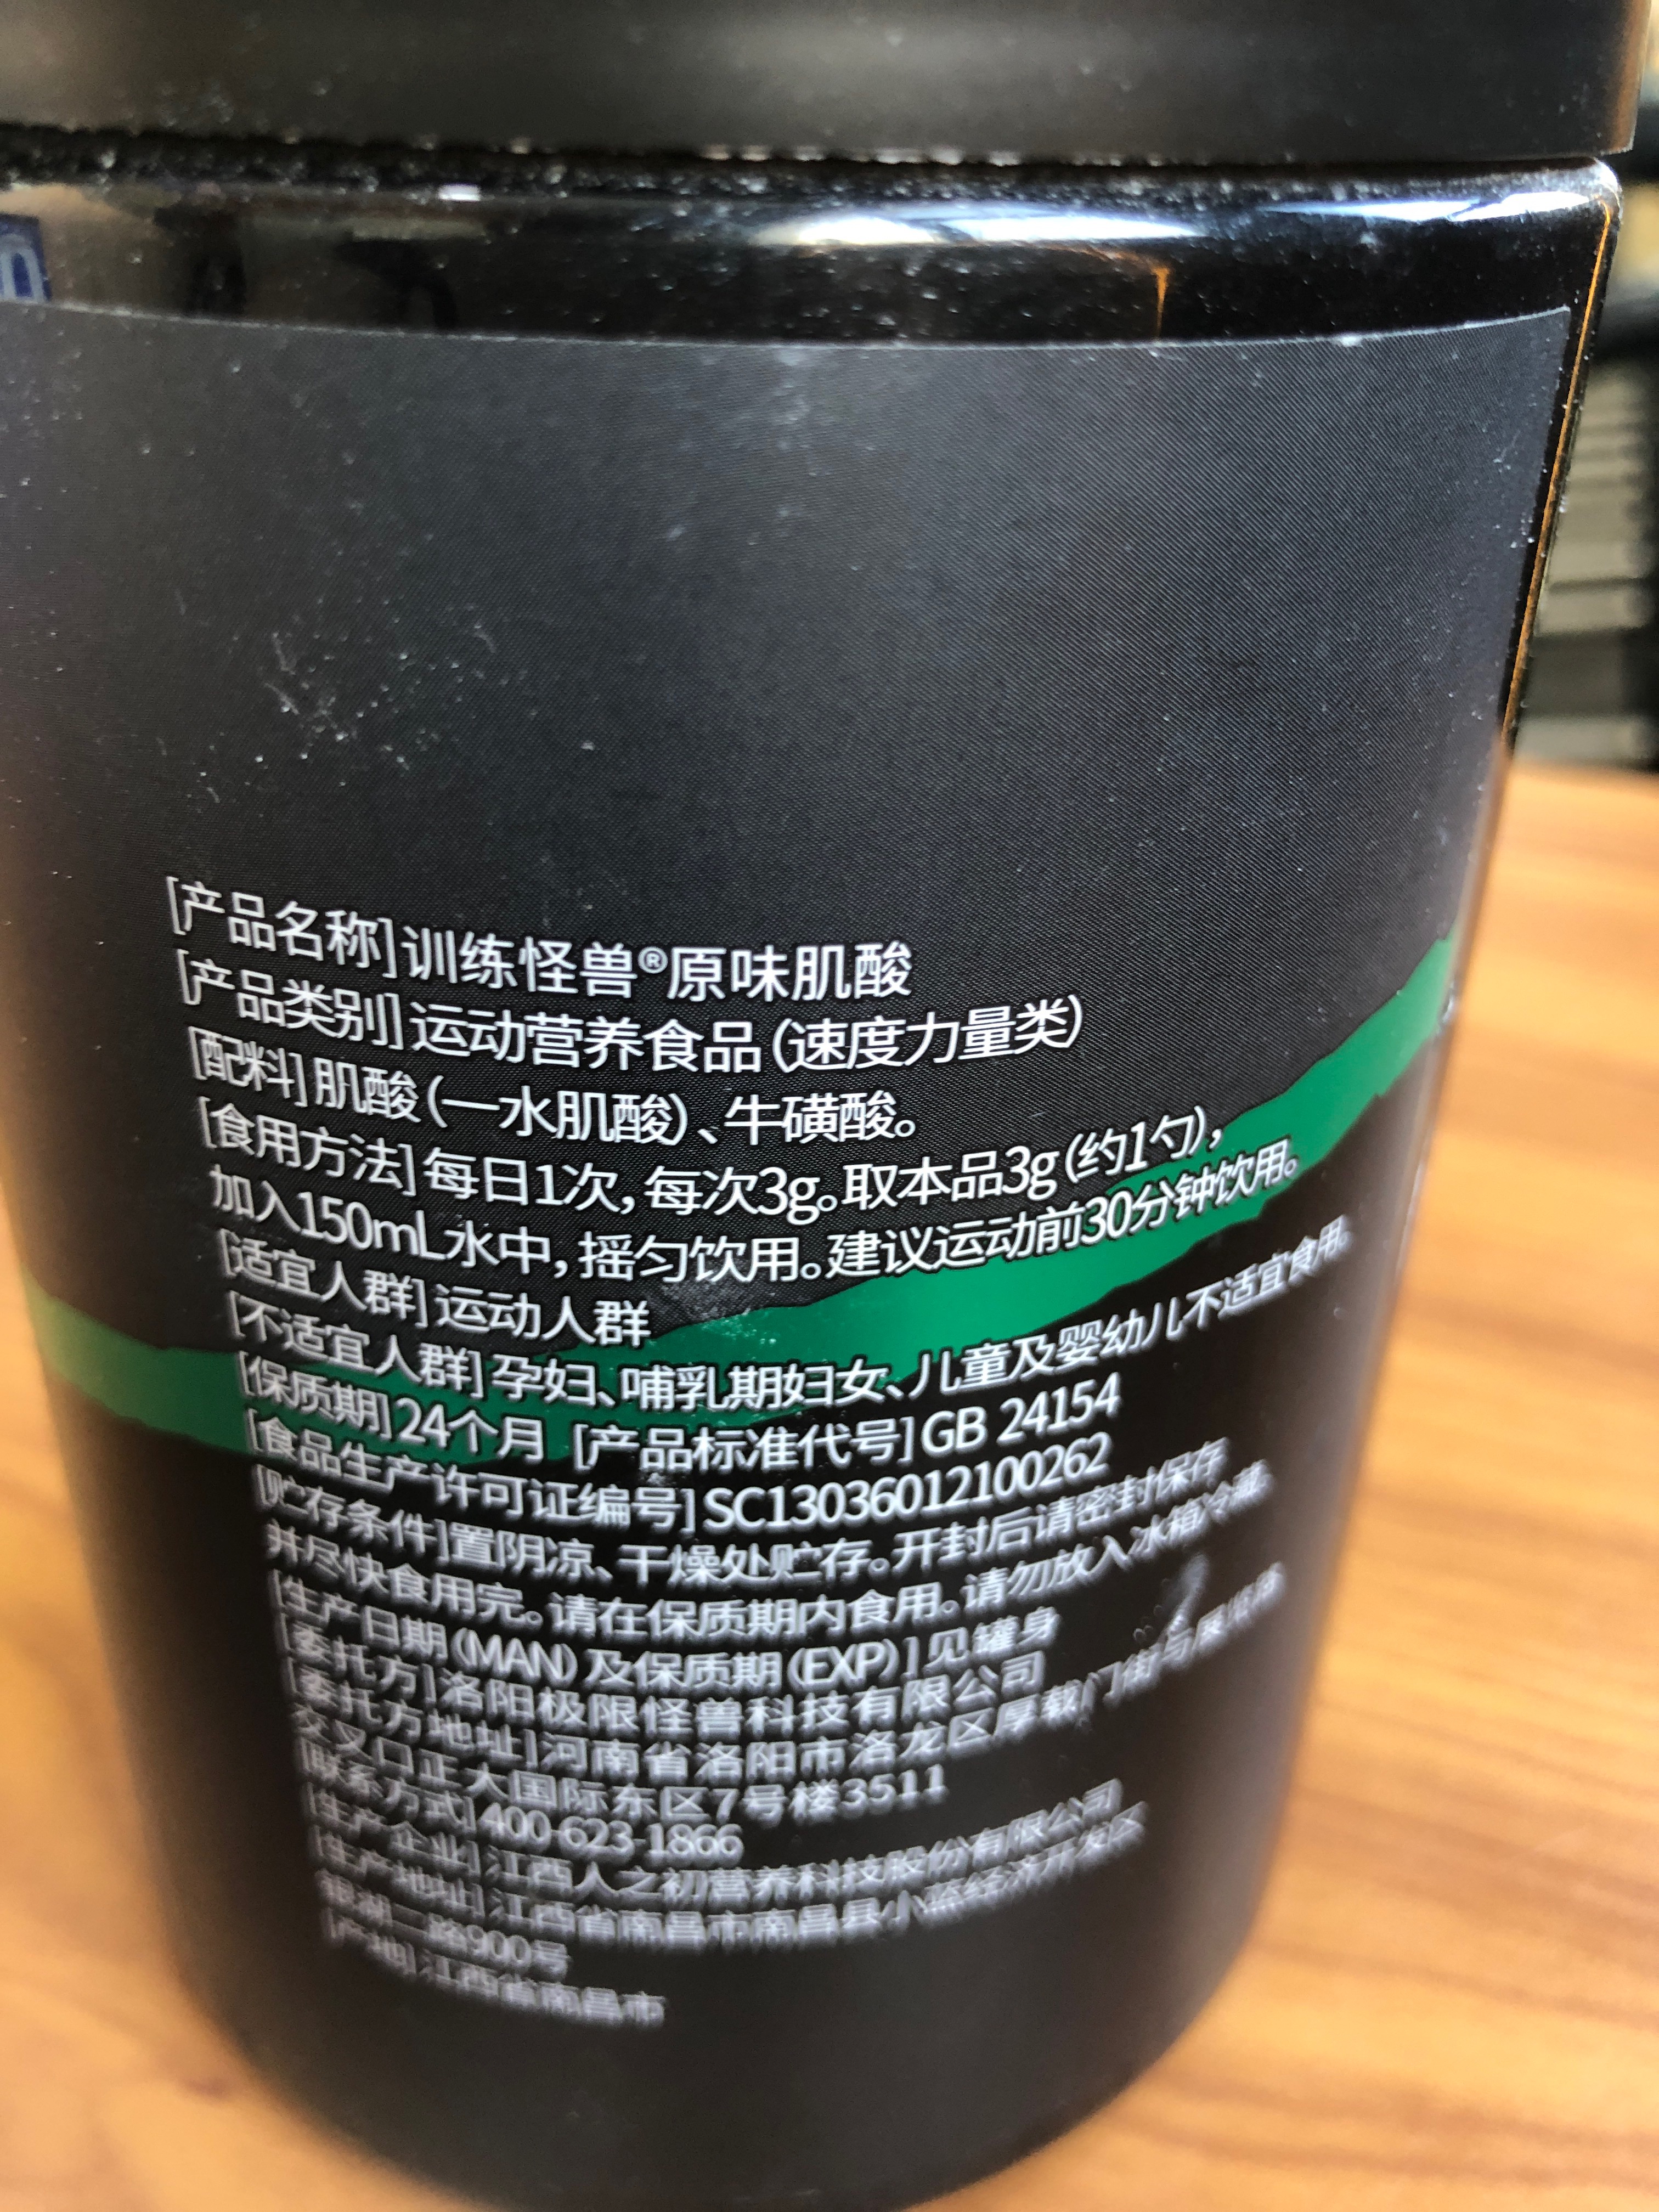 [产品名称]训练怪兽®原味肌酸
[产品类别]运动营养食品(速度力量类)
[配料]肌酸(一水肌酸)、牛磺酸。
[食用方法]每日1次,每次3g。取本品3g(约1勺),
加入150mL水中,摇匀饮用。建议运动前30分钟饮用。
[适宜人群]运动人群
[不适宜人群]孕妇、哺乳期妇女、儿童及婴幼儿不适宜食用。
[保质期]24个月 [产品标准代号]GB 24154
[食品生产许可证编号]SC13036012100262
[贮存条件]置阴凉、干燥处贮存。开封后请密封保存
并尽快食用完。请在保质期内食用。请勿放入冰箱冷藏。
[生产日期(MAN)及保质期(EXP)]见罐身
[委托方]洛阳极限怪兽科技有限公司
[委托方地址]河南省洛阳市洛龙区厚载门街与
交叉口正大国际东区7号楼3511
[联系方式]400-623-1866
[生产企业]江西人之初营养科技股份有限公司
[生产地址]江西省南昌市南昌县小蓝经济开发区
二路900号
[产地]江西省南昌市